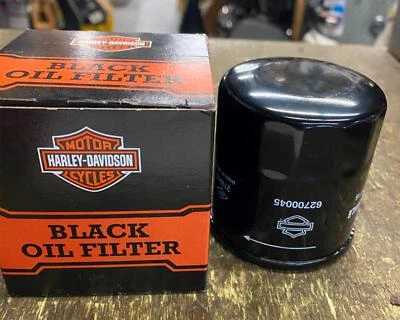 HARLEY-DAVIDSON
BLACK
OIL FILTER
MOTOR
HARLEY-DAVIDSON
CYCLES
BLACK
OIL FILTER
62700045